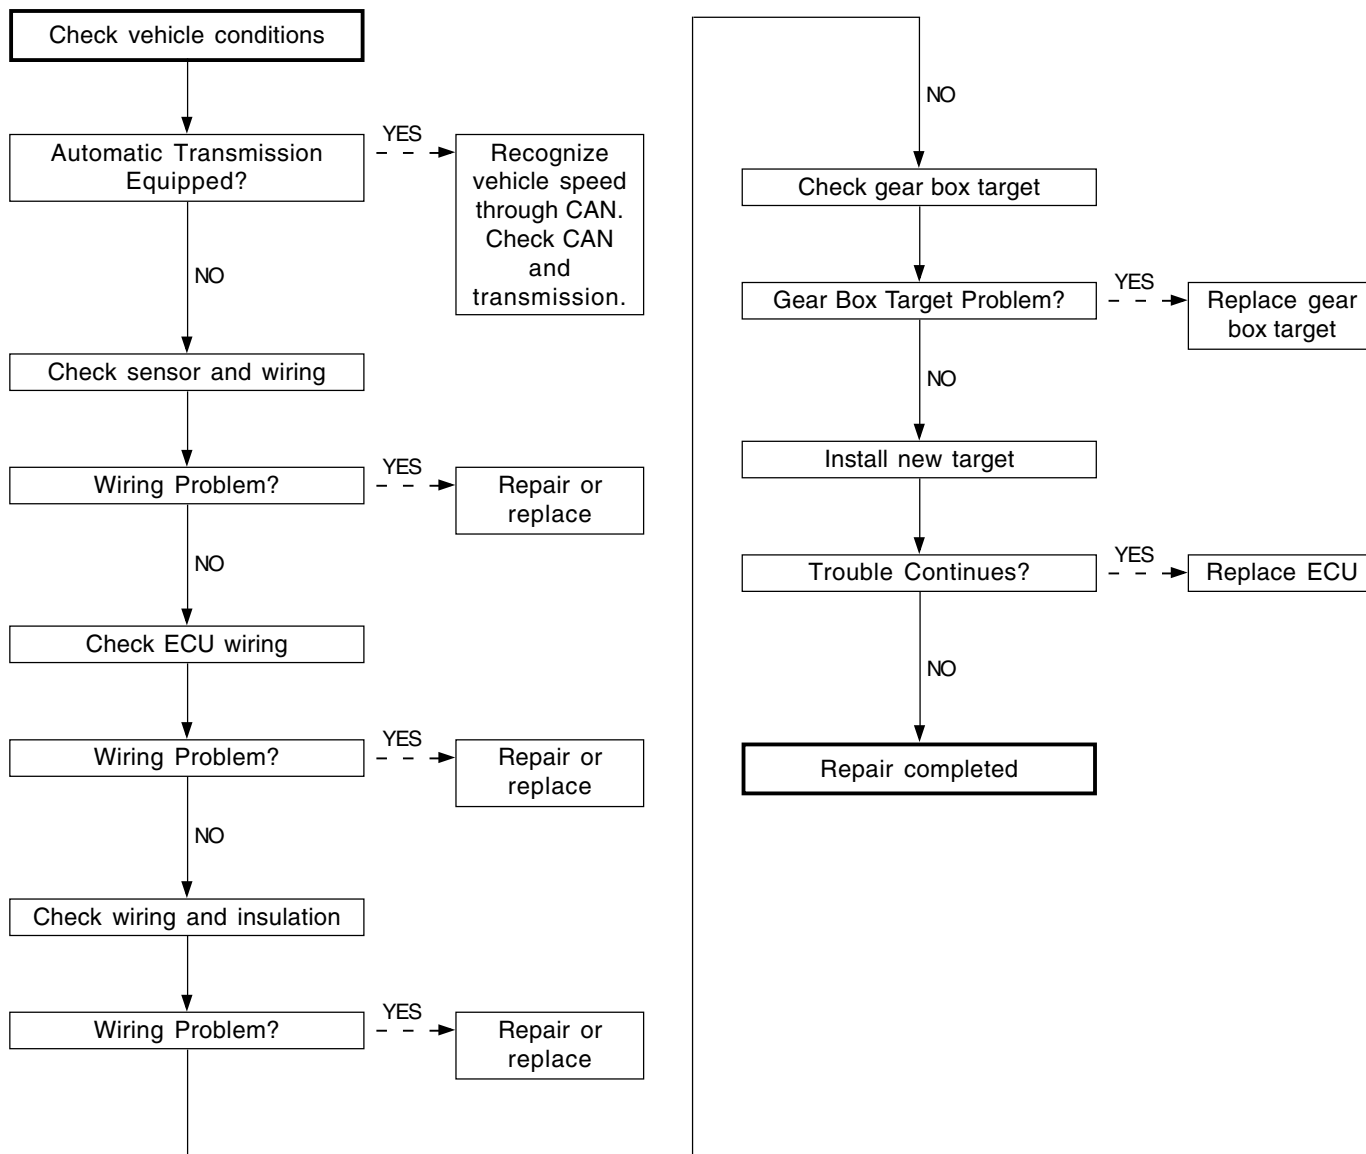 Check vehicle conditions
Automatic Transmission
Equipped?
YES
Recognize
vehicle speed
through CAN.
Check CAN
and
transmission.
NO
Check sensor and wiring
Wiring Problem?
YES
Repair or
replace
NO
Check ECU wiring
Wiring Problem?
YES
Repair or
replace
NO
Check wiring and insulation
Wiring Problem?
YES
Repair or
replace
NO
Check gear box target
Gear Box Target Problem?
YES
Replace gear
box target
NO
Install new target
Trouble Continues?
YES
Replace ECU
NO
Repair completed